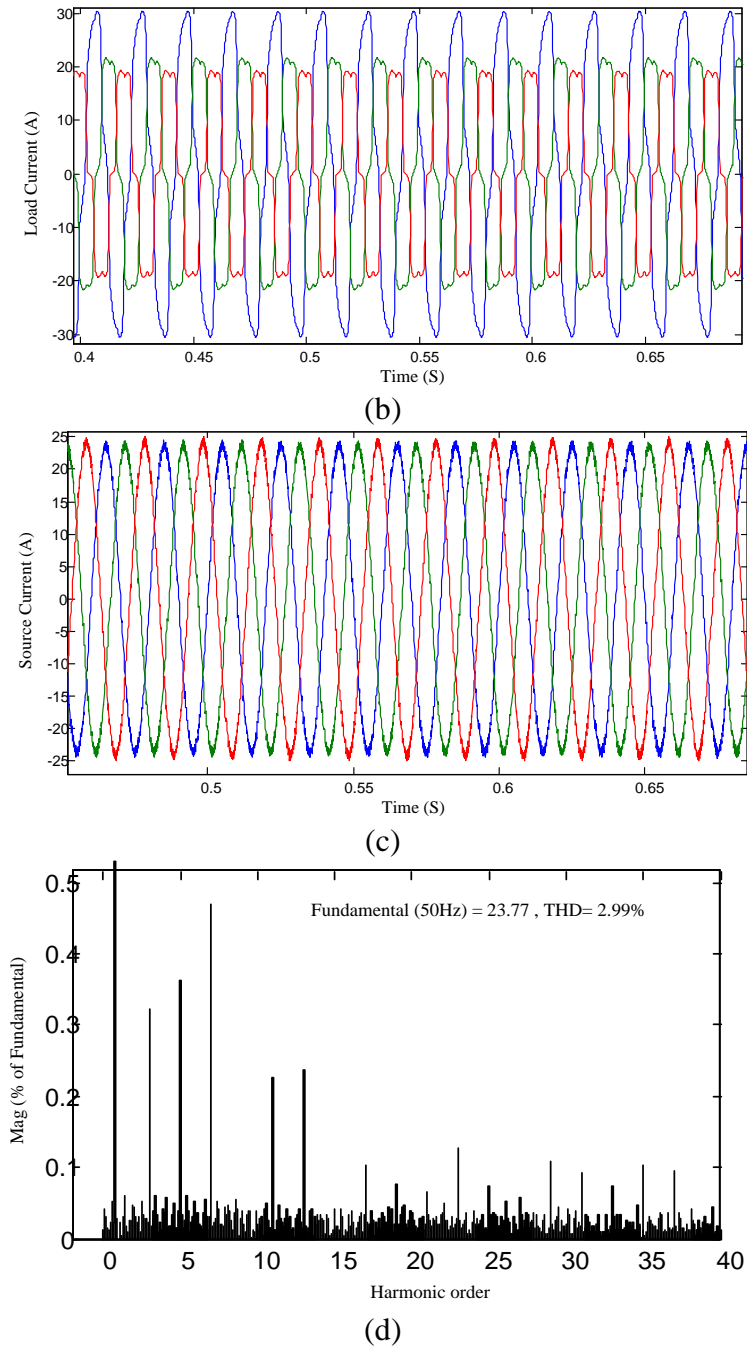 30
20
10
0
-10
-20
-30
Load Current (A)
0.4 0.45 0.5 0.55 0.6 0.65
Time (S)
(b)
25
20
15
10
5
0
-5
-10
-15
-20
-25
Source Current (A)
0.5 0.55 0.6 0.65
Time (S)
(c)
Fundamental (50Hz) = 23.77 , THD= 2.99%
0.5
0.4
0.3
0.2
0.1
0
Mag (% of Fundamental)
0 5 10 15 20 25 30 35 40
Harmonic order
(d)